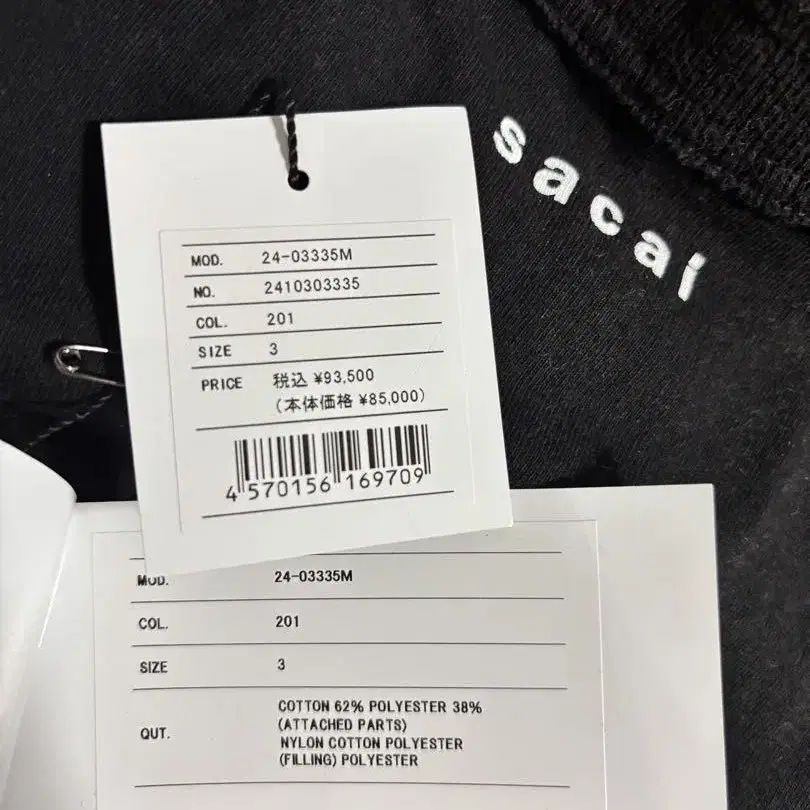 sacai
MOD. 24-03335M
NO. 2410303335
COL. 201
SIZE 3
PRICE 税込 ¥93,500
(本体価格 ¥85,000)
4 570156 169709
MOD. 24-03335M
COL. 201
SIZE 3
QUT. COTTON 62% POLYESTER 38%
(ATTACHED PARTS)
NYLON COTTON POLYESTER
(FILLING) POLYESTER